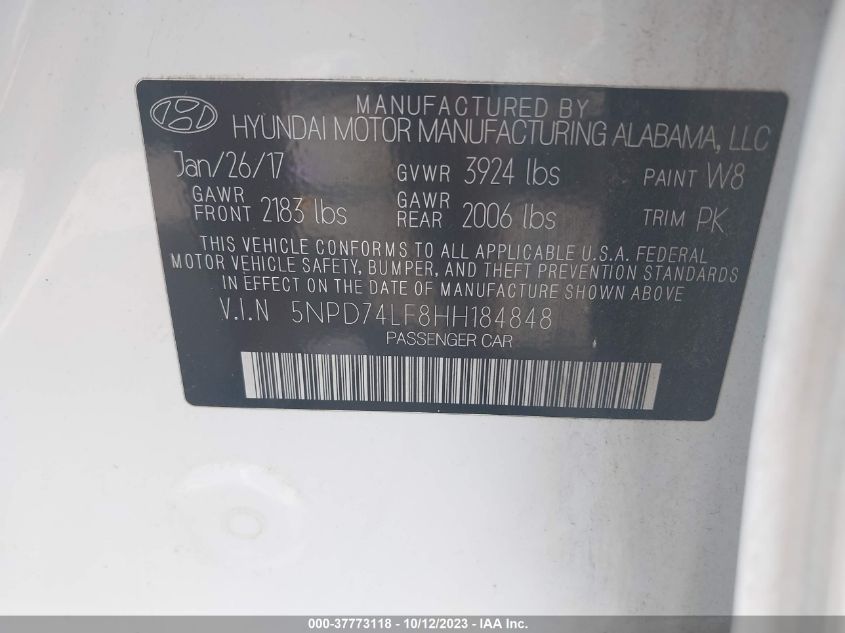 MANUFACTURED BY
HYUNDAI MOTOR MANUFACTURING ALABAMA, LLC
Jan/26/17 GVWR 3924 lbs PAINT W8
GAWR FRONT 2183 lbs GAWR REAR 2006 lbs TRIM PK
THIS VEHICLE CONFORMS TO ALL APPLICABLE U.S.A. FEDERAL
MOTOR VEHICLE SAFETY, BUMPER, AND THEFT PREVENTION STANDARDS
IN EFFECT ON THE DATE OF MANUFACTURE SHOWN ABOVE
V.I.N 5NPD74LF8HH184848
PASSENGER CAR
000-37773118 - 10/12/2023 - IAA Inc.